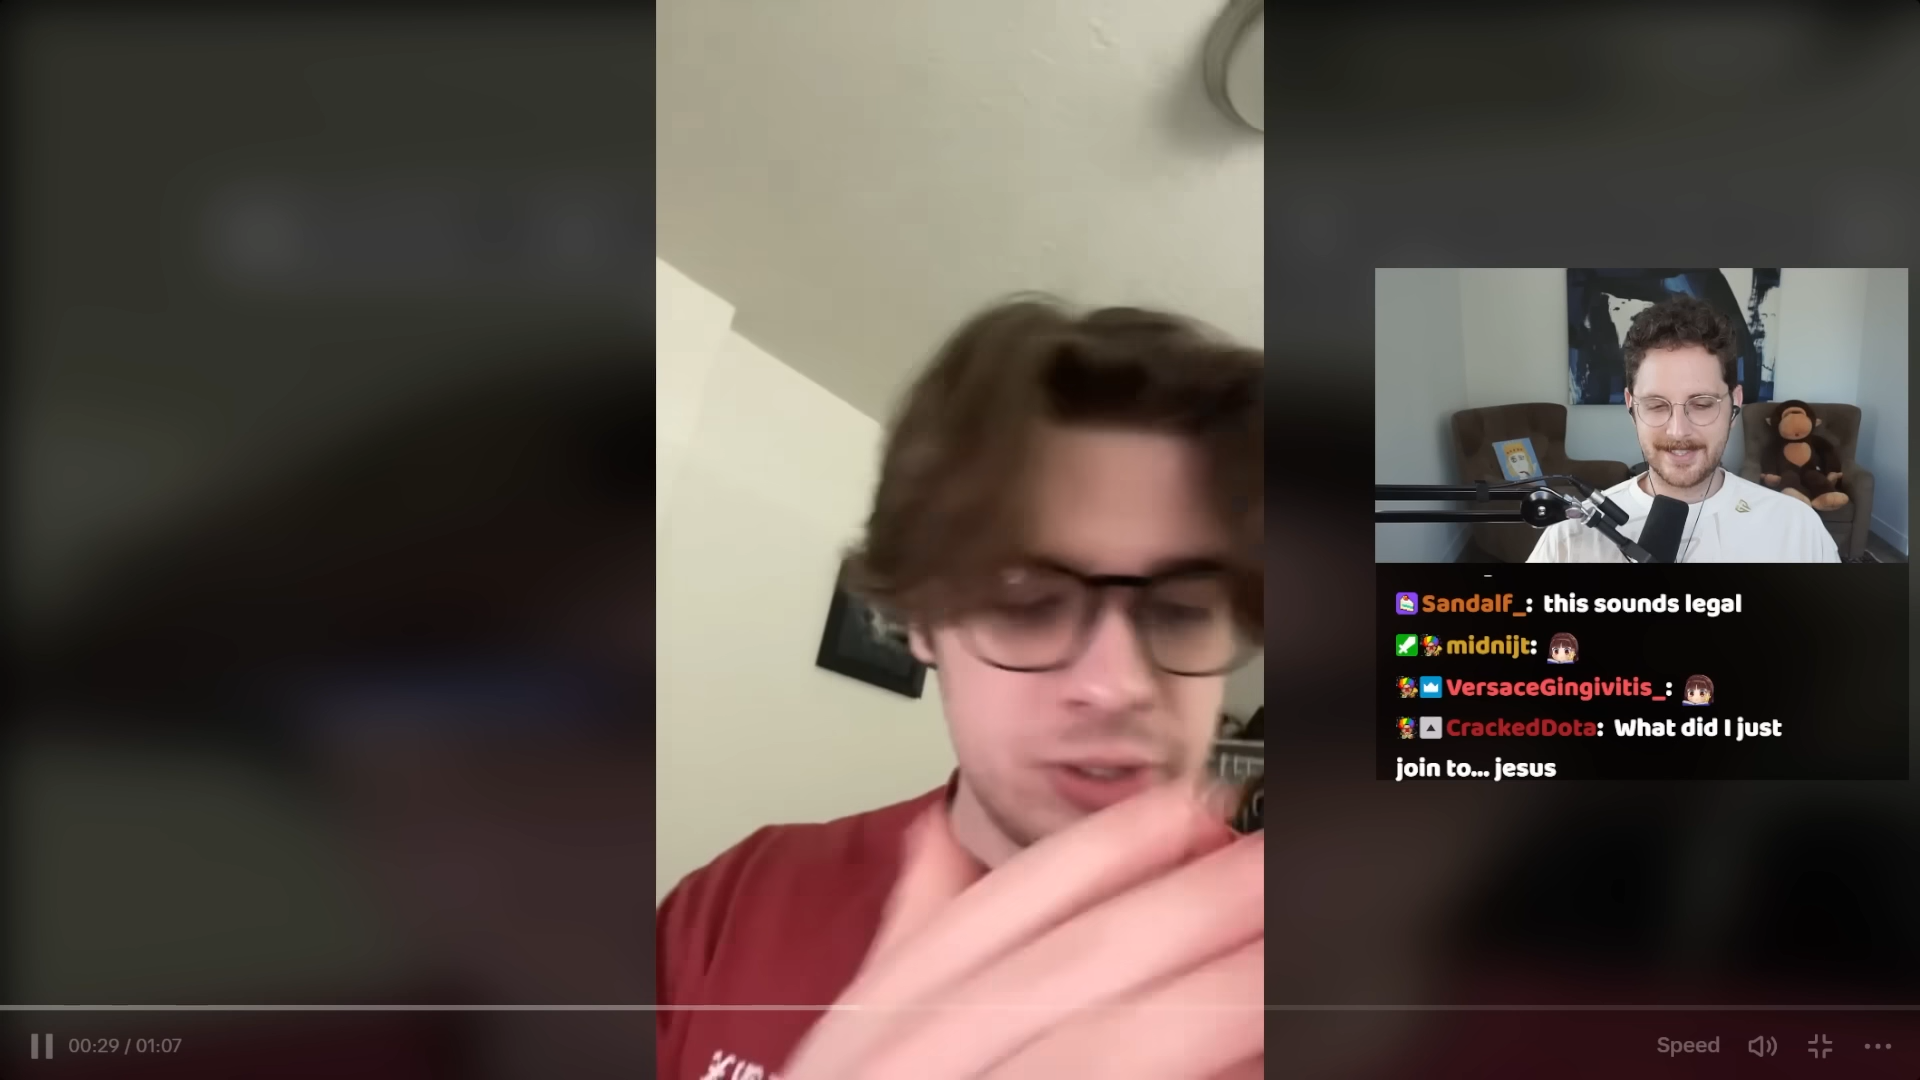 Sandalf_: this sounds legal
midnijt:
VersaceGingivitis_:
CrackedDota: What did I just
join to... jesus
00:29 / 01:07
Speed